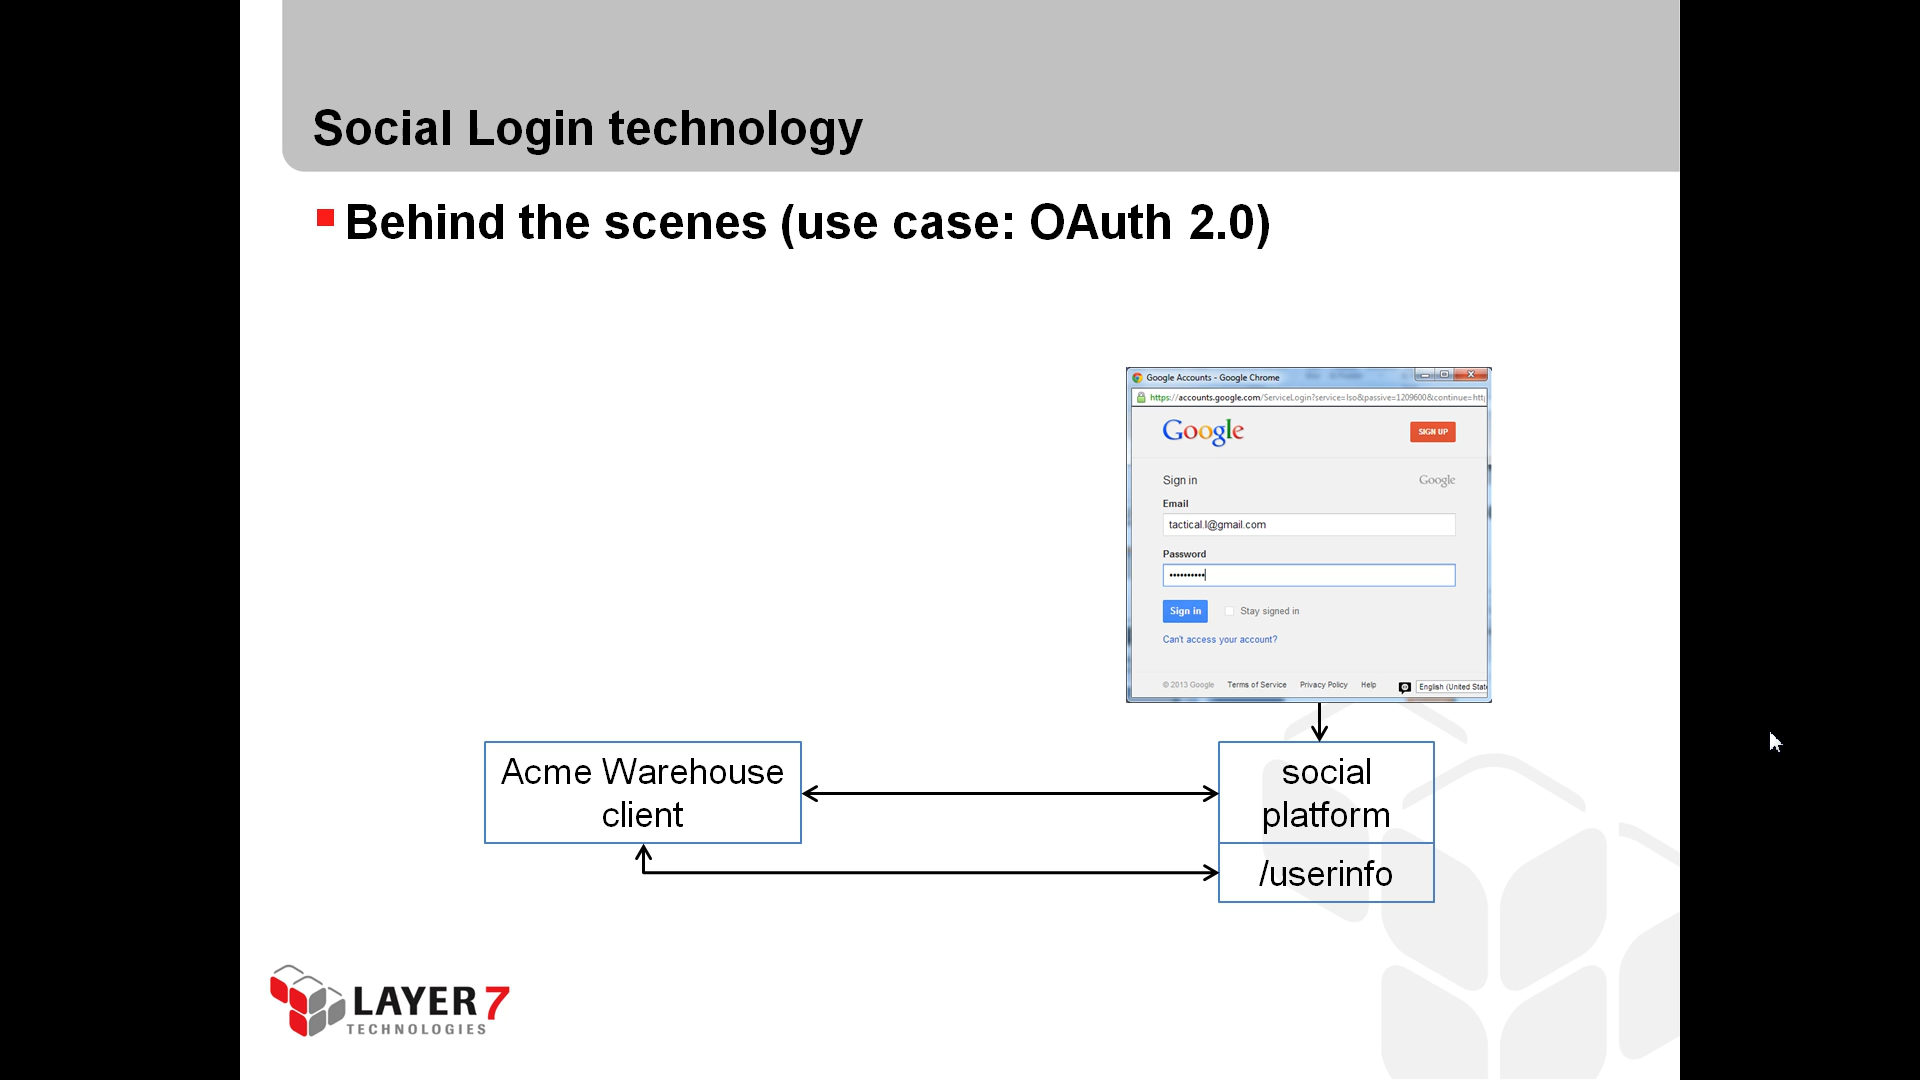 Social Login technology
Behind the scenes (use case: OAuth 2.0)
Google Accounts - Google Chrome
https://accounts.google.com/ServiceLogin?service=lso&passive=1209600&continue=htt
Google
SIGN UP
Sign in
Google
Email
tactical.l@gmail.com
Password
Sign in
Stay signed in
Can't access your account?
© 2013 Google Terms of Service Privacy Policy Help
English (United State
Acme Warehouse
client
social
platform
/userinfo
LAYER 7
TECHNOLOGIES